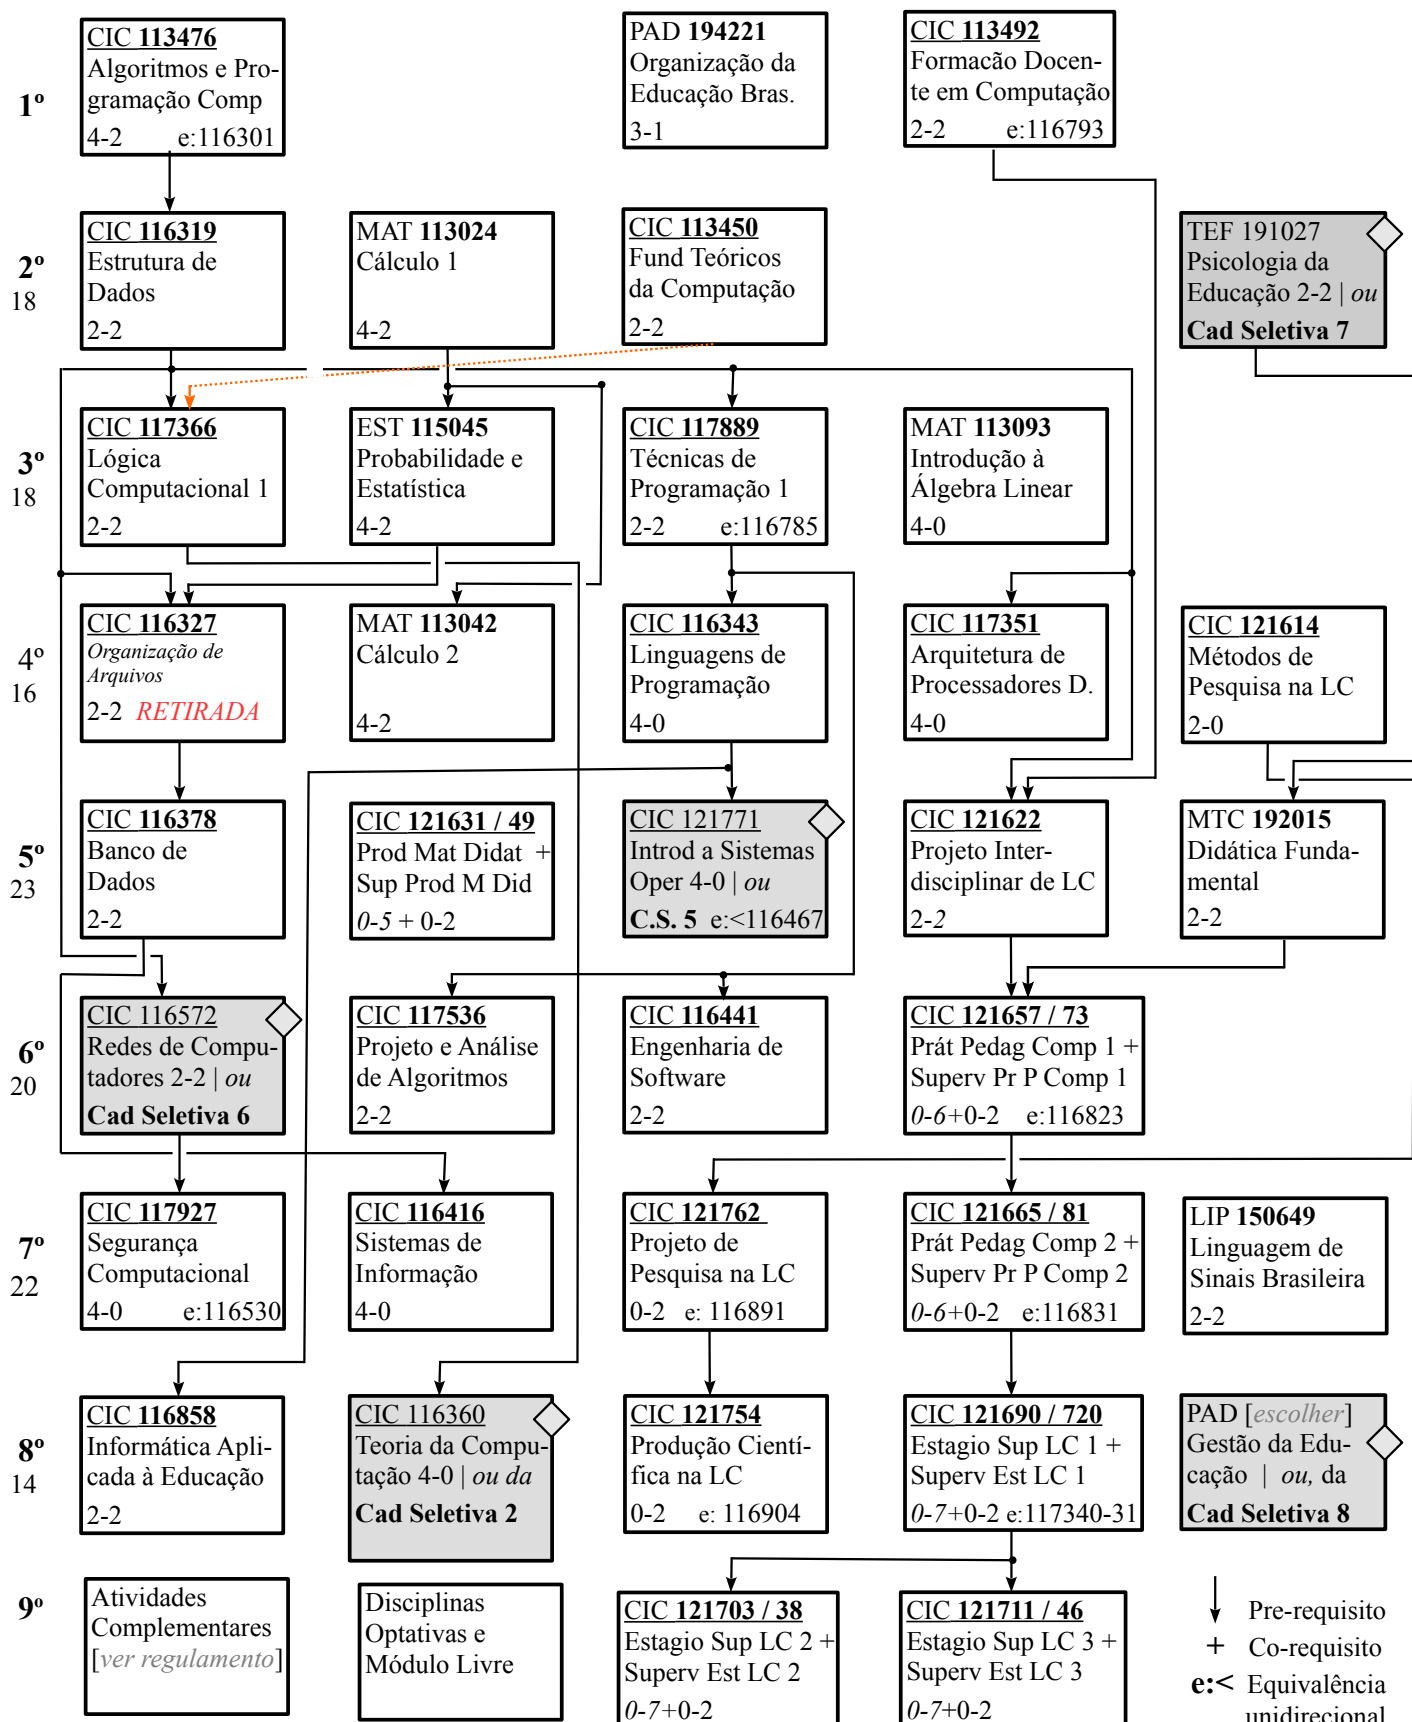 1º
CIC 113476
Algoritmos e Pro-
gramação Comp
4-2 e:116301
PAD 194221
Organização da
Educação Bras.
3-1
CIC 113492
Formacão Docen-
te em Computação
2-2 e:116793
2º
18
CIC 116319
Estrutura de
Dados
2-2
MAT 113024
Cálculo 1
4-2
CIC 113450
Fund Teóricos
da Computação
2-2
TEF 191027
Psicologia da
Educação 2-2 | ou
Cad Seletiva 7
3º
18
CIC 117366
Lógica
Computacional 1
2-2
EST 115045
Probabilidade e
Estatística
4-2
CIC 117889
Técnicas de
Programação 1
2-2 e:116785
MAT 113093
Introdução à
Álgebra Linear
4-0
4º
16
CIC 116327
Organização de
Arquivos
2-2 RETIRADA
MAT 113042
Cálculo 2
4-2
CIC 116343
Linguagens de
Programação
4-0
CIC 117351
Arquitetura de
Processadores D.
4-0
CIC 121614
Métodos de
Pesquisa na LC
2-0
5º
23
CIC 116378
Banco de
Dados
2-2
CIC 121631 / 49
Prod Mat Didat +
Sup Prod M Did
0-5 + 0-2
CIC 121771
Introd a Sistemas
Oper 4-0 | ou
C.S. 5 e:<116467
CIC 121622
Projeto Inter-
disciplinar de LC
2-2
MTC 192015
Didática Funda-
mental
2-2
6º
20
CIC 116572
Redes de Compu-
tadores 2-2 | ou
Cad Seletiva 6
CIC 117536
Projeto e Análise
de Algoritmos
2-2
CIC 116441
Engenharia de
Software
2-2
CIC 121657 / 73
Prát Pedag Comp 1 +
Superv Pr P Comp 1
0-6+0-2 e:116823
7º
22
CIC 117927
Segurança
Computacional
4-0 e:116530
CIC 116416
Sistemas de
Informação
4-0
CIC 121762
Projeto de
Pesquisa na LC
0-2 e: 116891
CIC 121665 / 81
Prát Pedag Comp 2 +
Superv Pr P Comp 2
0-6+0-2 e:116831
LIP 150649
Linguagem de
Sinais Brasileira
2-2
8º
14
CIC 116858
Informática Apli-
cada à Educação
2-2
CIC 116360
Teoria da Compu-
tação 4-0 | ou da
Cad Seletiva 2
CIC 121754
Produção Cientí-
fica na LC
0-2 e: 116904
CIC 121690 / 720
Estagio Sup LC 1 +
Superv Est LC 1
0-7+0-2 e:117340-31
PAD [escolher]
Gestão da Edu-
cação | ou, da
Cad Seletiva 8
9º
Atividades
Complementares
[ver regulamento]
Disciplinas
Optativas e
Módulo Livre
CIC 121703 / 38
Estagio Sup LC 2 +
Superv Est LC 2
0-7+0-2
CIC 121711 / 46
Estagio Sup LC 3 +
Superv Est LC 3
0-7+0-2
Pre-requisito
+ Co-requisito
e:< Equivalência
unidirecional